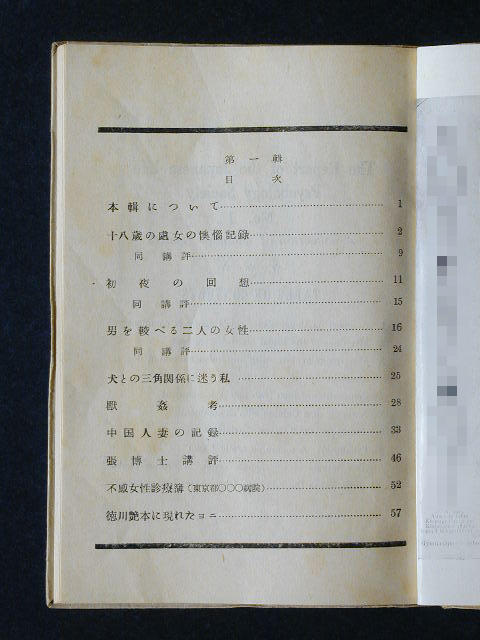 第一輯
目次
本輯について 1
十八歳の處女の懊惱記録 2
同講評 9
初夜の回想 11
同講評 15
男を較べる二人の女性 16
同講評 24
犬との三角関係に迷う私 25
獸姦考 28
中国人妻の記録 33
張博士講評 46
不感女性診療簿（東京都〇〇〇病院） 52
徳川艶本に現れたヨニ 57